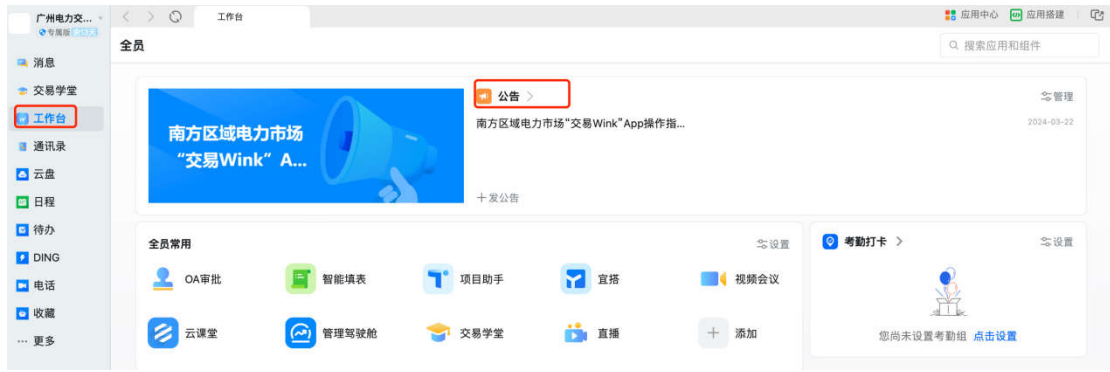 广州电力交...
专属版
工作台
应用中心
应用搭建
全员
搜索应用和组件
消息
交易学堂
工作台
通讯录
云盘
日程
待办
DING
电话
收藏
··· 更多
南方区域电力市场
“交易Wink” A...
公告 >
管理
南方区域电力市场“交易Wink”App操作指...
2024-03-22
+ 发公告
全员常用
设置
OA审批
智能填表
项目助手
宜搭
视频会议
云课堂
管理驾驶舱
交易学堂
直播
添加
考勤打卡 >
设置
您尚未设置考勤组 点击设置